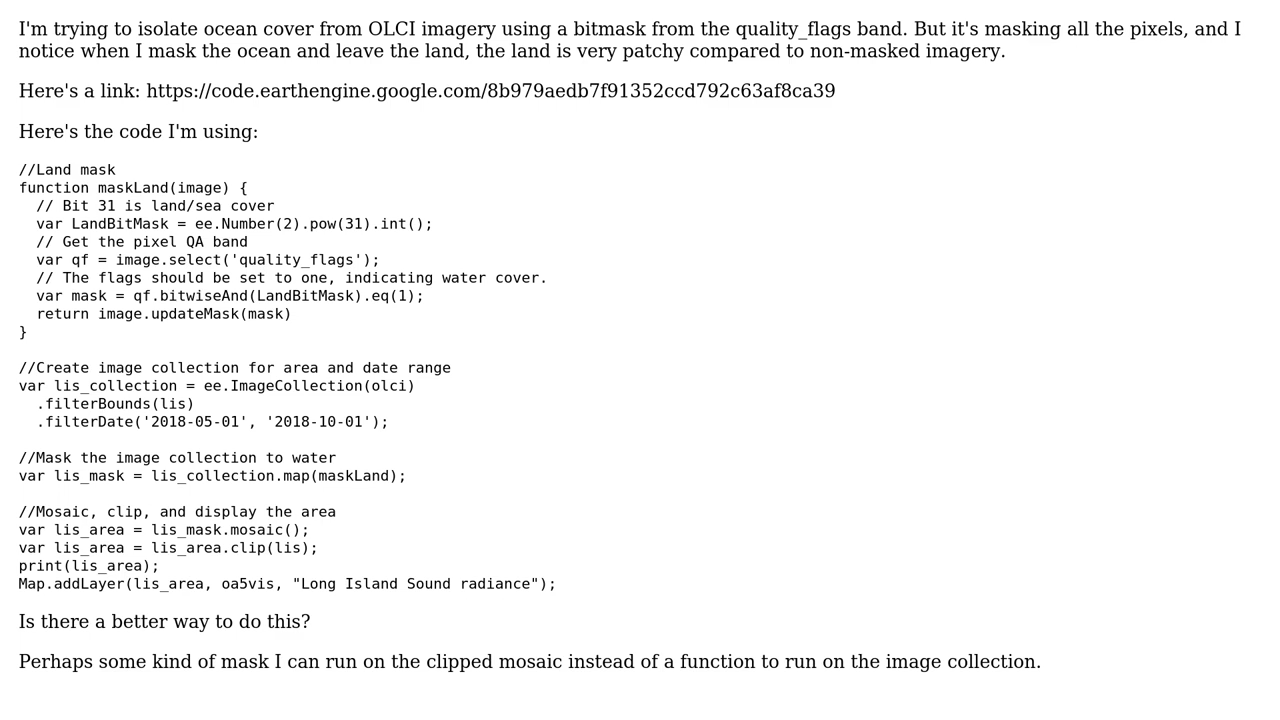 I'm trying to isolate ocean cover from OLCI imagery using a bitmask from the quality_flags band. But it's masking all the pixels, and I
notice when I mask the ocean and leave the land, the land is very patchy compared to non-masked imagery.
Here's a link: https://code.earthengine.google.com/8b979aedb7f91352ccd792c63af8ca39
Here's the code I'm using:
//Land mask
function maskLand(image) {
  // Bit 31 is land/sea cover
  var LandBitMask = ee.Number(2).pow(31).int();
  // Get the pixel QA band
  var qf = image.select('quality_flags');
  // The flags should be set to one, indicating water cover.
  var mask = qf.bitwiseAnd(LandBitMask).eq(1);
  return image.updateMask(mask)
}
//Create image collection for area and date range
var lis_collection = ee.ImageCollection(olci)
  .filterBounds(lis)
  .filterDate('2018-05-01', '2018-10-01');
//Mask the image collection to water
var lis_mask = lis_collection.map(maskLand);
//Mosaic, clip, and display the area
var lis_area = lis_mask.mosaic();
var lis_area = lis_area.clip(lis);
print(lis_area);
Map.addLayer(lis_area, oa5vis, "Long Island Sound radiance");
Is there a better way to do this?
Perhaps some kind of mask I can run on the clipped mosaic instead of a function to run on the image collection.